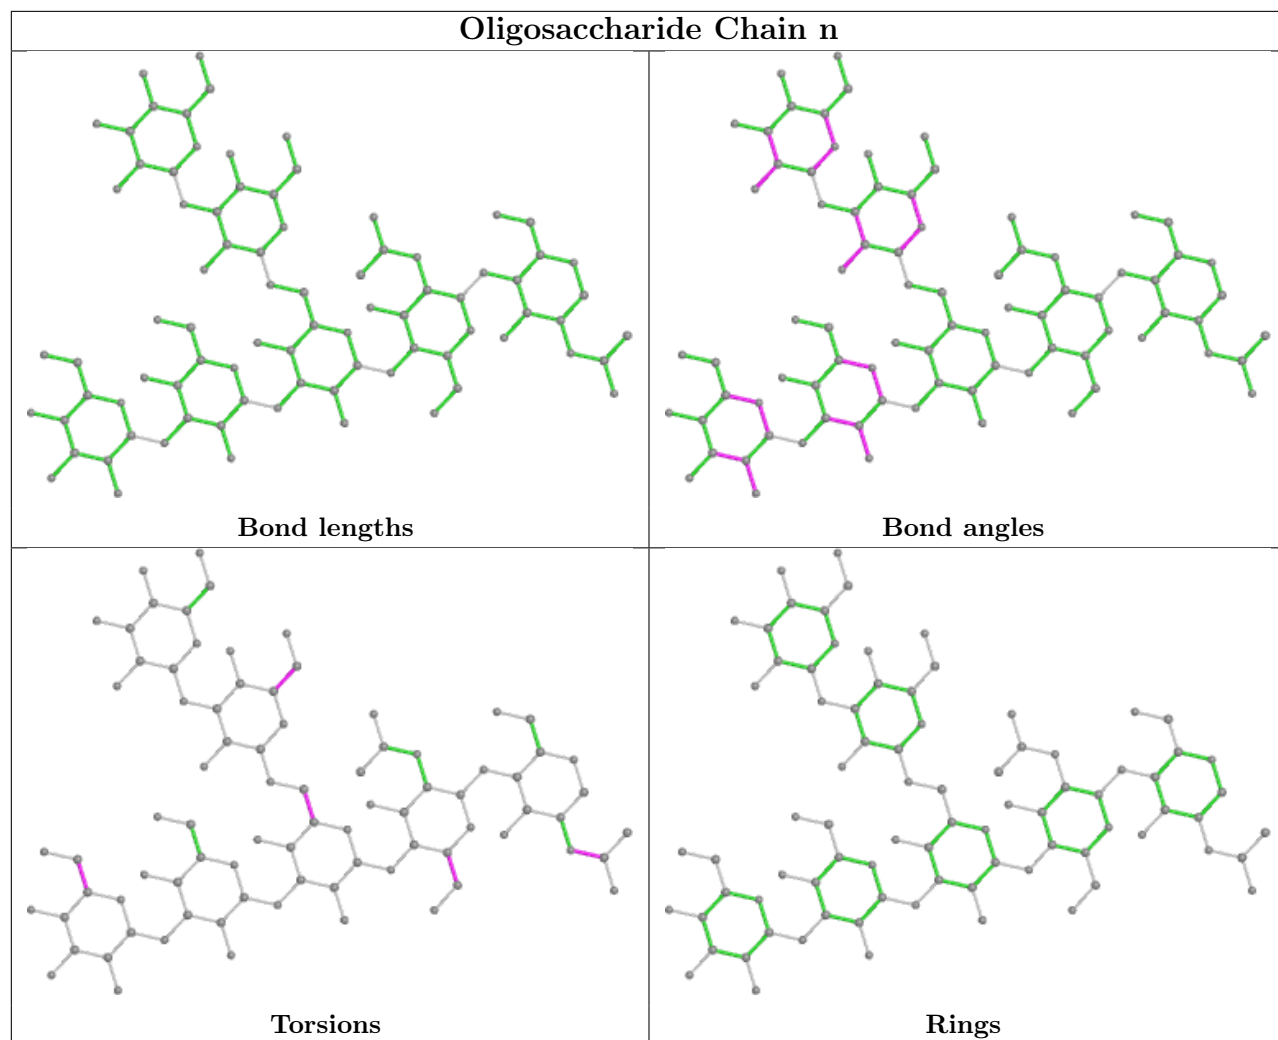 Oligosaccharide Chain n
Bond lengths
Bond angles
Torsions
Rings